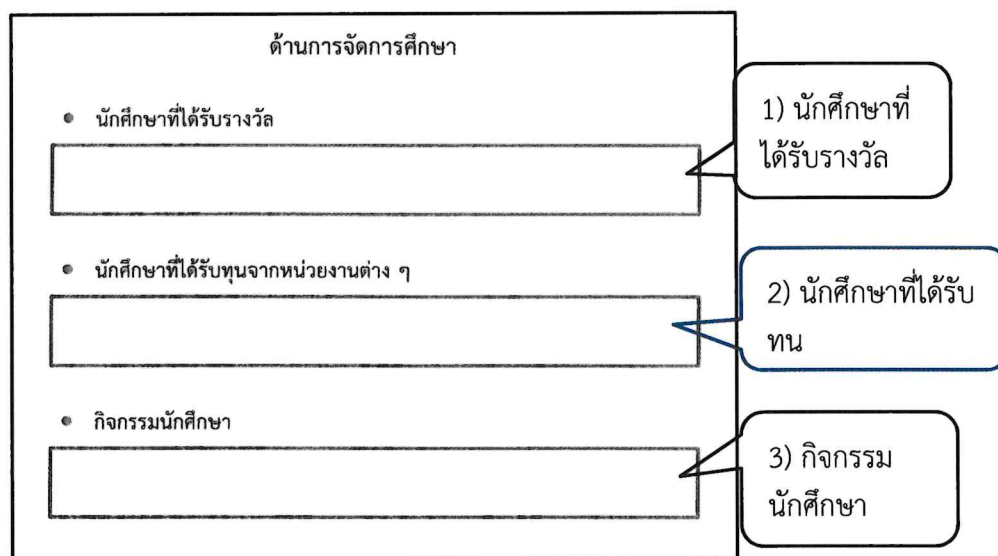 ด้านการจัดการศึกษา
• นักศึกษาที่ได้รับรางวัล
1) นักศึกษาที่
ได้รับรางวัล
• นักศึกษาที่ได้รับทุนจากหน่วยงานต่าง ๆ
2) นักศึกษาที่ได้รับ
ทน
• กิจกรรมนักศึกษา
3) กิจกรรม
นักศึกษา